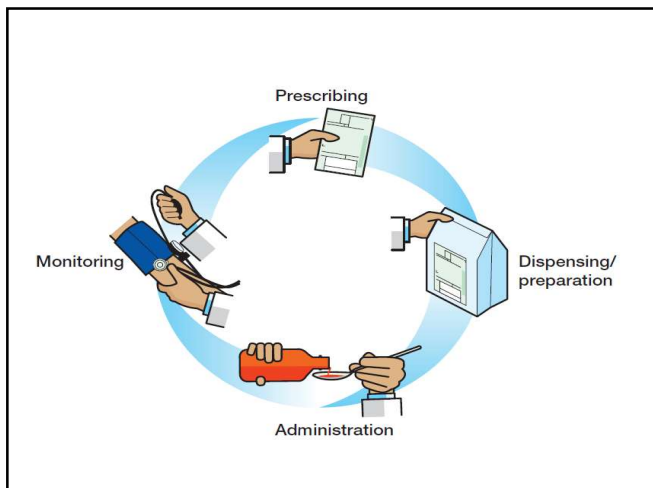 Prescribing
Monitoring
Dispensing/
preparation
Administration